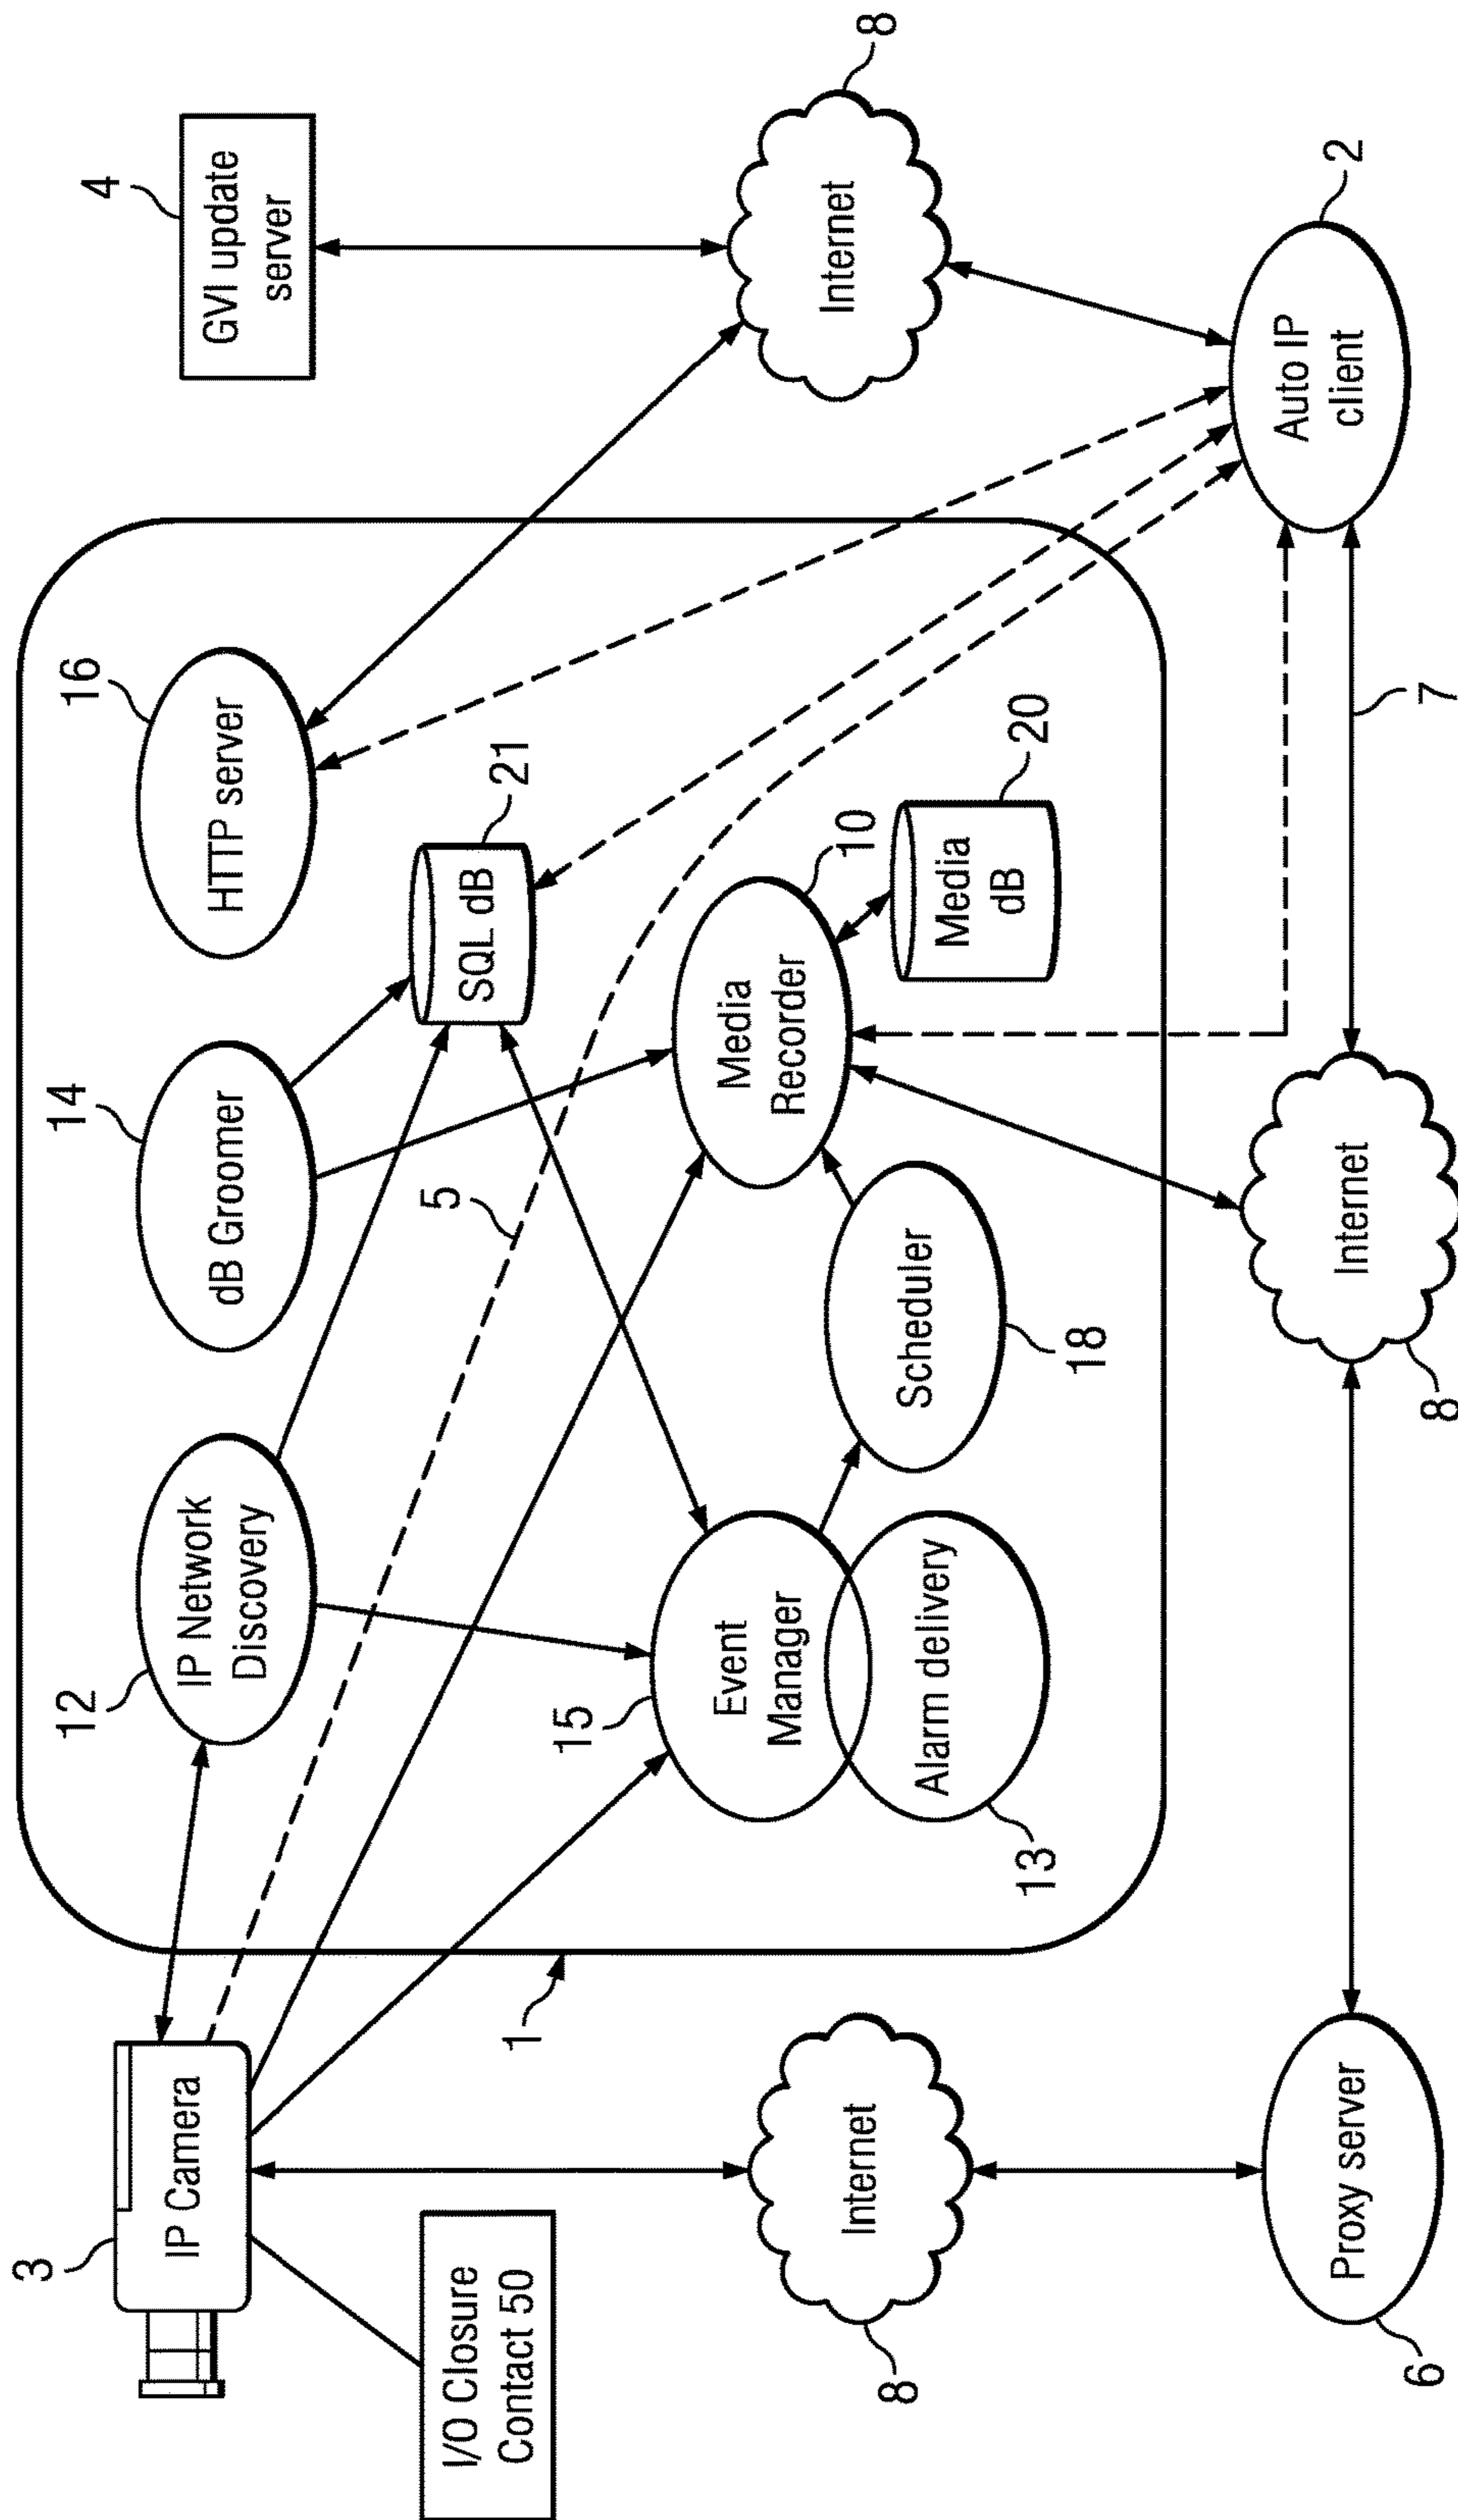 3
IP Camera
I/O Closure
Contact 50
12
IP Network
Discovery
14
dB Groomer
16
HTTP server
4
GVI update
server
SQL dB
21
5
1
15
Event
Manager
Alarm delivery
13
Scheduler
18
Media
Recorder
10
Media
dB
20
Internet
8
Internet
8
Proxy server
6
Internet
8
7
Auto IP
client
2